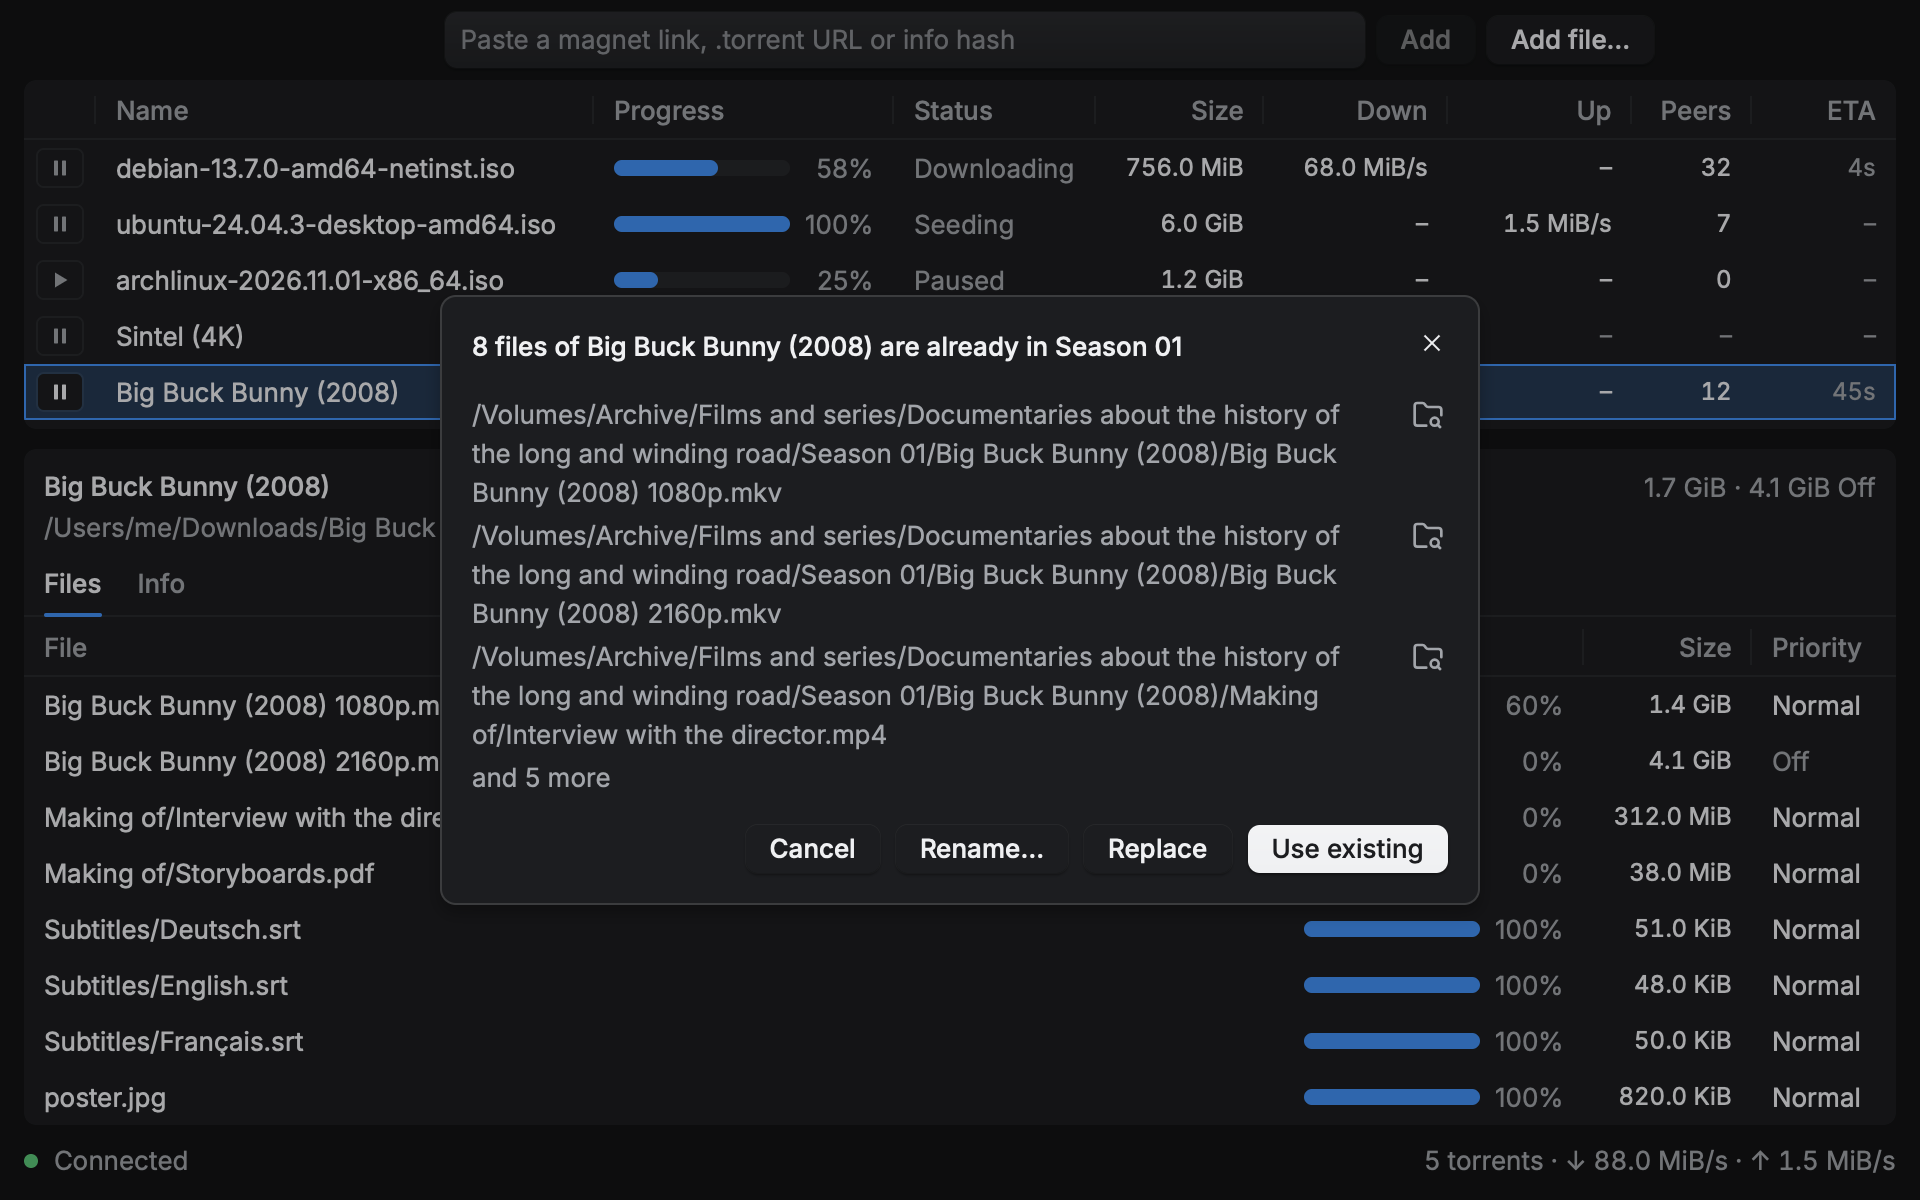 Paste a magnet link, .torrent URL or info hash
Add
Add file...
Name Progress Status Size Down Up Peers ETA
debian-13.7.0-amd64-netinst.iso 58% Downloading 756.0 MiB 68.0 MiB/s – 32 4s
ubuntu-24.04.3-desktop-amd64.iso 100% Seeding 6.0 GiB – 1.5 MiB/s 7 –
archlinux-2026.11.01-x86_64.iso 25% Paused 1.2 GiB – – 0 –
Sintel (4K) – – –
Big Buck Bunny (2008) – 12 45s
8 files of Big Buck Bunny (2008) are already in Season 01
/Volumes/Archive/Films and series/Documentaries about the history of
the long and winding road/Season 01/Big Buck Bunny (2008)/Big Buck
Bunny (2008) 1080p.mkv
/Volumes/Archive/Films and series/Documentaries about the history of
the long and winding road/Season 01/Big Buck Bunny (2008)/Big Buck
Bunny (2008) 2160p.mkv
/Volumes/Archive/Films and series/Documentaries about the history of
the long and winding road/Season 01/Big Buck Bunny (2008)/Making
of/Interview with the director.mp4
and 5 more
Cancel Rename... Replace Use existing
Big Buck Bunny (2008) 1.7 GiB · 4.1 GiB Off
/Users/me/Downloads/Big Buck
Files Info
File Size Priority
Big Buck Bunny (2008) 1080p.m 60% 1.4 GiB Normal
Big Buck Bunny (2008) 2160p.m 0% 4.1 GiB Off
Making of/Interview with the dire 0% 312.0 MiB Normal
Making of/Storyboards.pdf 0% 38.0 MiB Normal
Subtitles/Deutsch.srt 100% 51.0 KiB Normal
Subtitles/English.srt 100% 48.0 KiB Normal
Subtitles/Français.srt 100% 50.0 KiB Normal
poster.jpg 100% 820.0 KiB Normal
Connected 5 torrents · ↓ 88.0 MiB/s · ↑ 1.5 MiB/s